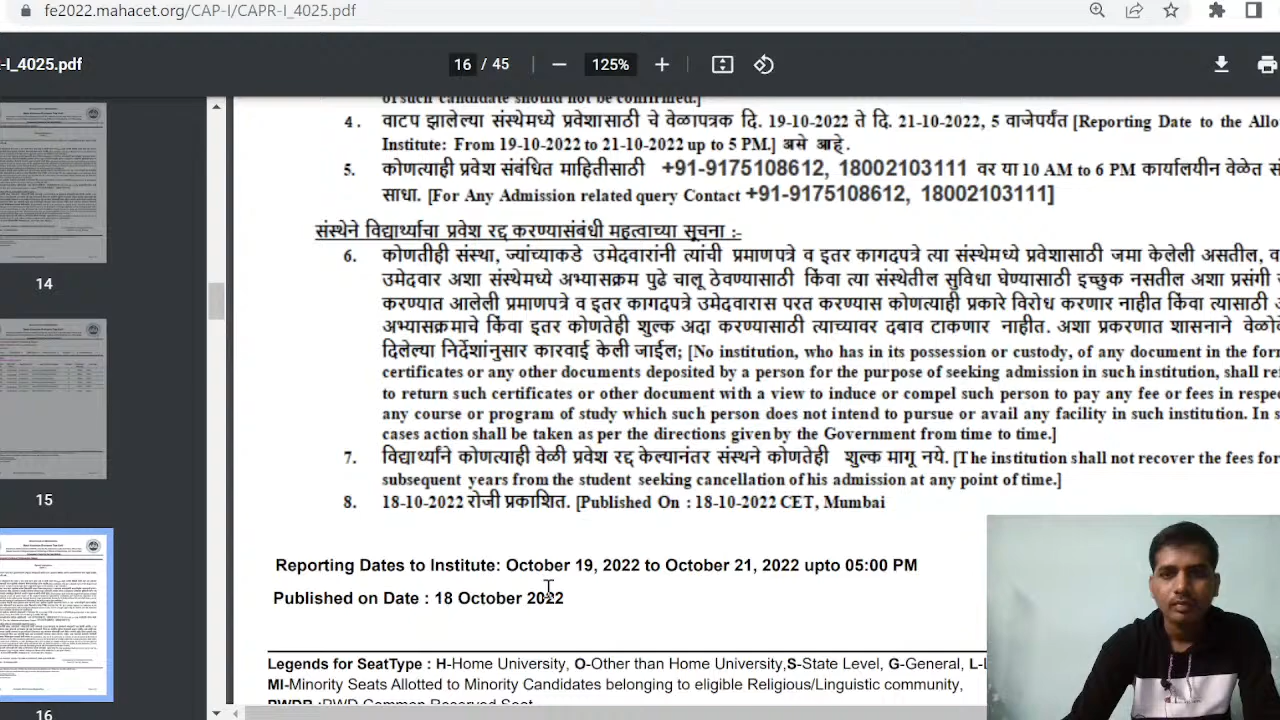 fe2022.mahacet.org/CAP-I/CAPR-I_4025.pdf
-I_4025.pdf
16 / 45
125%
14
15
16
of such candidate should not be confirmed.]
4. वाटप झालेल्या संस्थेमध्ये प्रवेशासाठी चे वेळापत्रक दि. 19-10-2022 ते दि. 21-10-2022, 5 वाजेपर्यंत [Reporting Date to the Allo
Institute: From 19-10-2022 to 21-10-2022 up to 5 PM.] असे आहे.
5. कोणत्याही प्रवेश संबंधित माहितीसाठी +91-9175108612, 18002103111 वर या 10 AM to 6 PM कार्यालयीन वेळेत सं
साधा. [For Any Admission related query Contact +91-9175108612, 18002103111]
संस्थेने विद्यार्थ्याचा प्रवेश रद्द करण्यासंबंधी महत्वाच्या सूचना :-
6. कोणतीही संस्था, ज्यांच्याकडे उमेदवारांनी त्यांची प्रमाणपत्रे व इतर कागदपत्रे त्या संस्थेमध्ये प्रवेशासाठी जमा केलेली असतील, व
उमेदवार अशा संस्थेमध्ये अभ्यासक्रम पुढे चालू ठेवण्यासाठी किंवा त्या संस्थेतील सुविधा घेण्यासाठी इच्छुक नसतील अशा प्रसंगी
करण्यात आलेली प्रमाणपत्रे व इतर कागदपत्रे उमेदवारास परत करण्यास कोणत्याही प्रकारे विरोध करणार नाहीत किंवा त्यासाठी
अभ्यासक्रमाचे किंवा इतर कोणतेही शुल्क अदा करण्यासाठी त्याच्यावर दबाव टाकणार नाहीत. अशा प्रकरणात शासनाने वेळोवे
दिलेल्या निर्देशांनुसार कारवाई केली जाईल; [No institution, who has in its possession or custody, of any document in the form
certificates or any other documents deposited by a person for the purpose of seeking admission in such institution, shall ref
to return such certificates or other document with a view to induce or compel such person to pay any fee or fees in respec
any course or program of study which such person does not intend to pursue or avail any facility in such institution. In s
cases action shall be taken as per the directions given by the Government from time to time.]
7. विद्यार्थ्याने कोणत्याही वेळी प्रवेश रद्द केल्यानंतर संस्थने कोणतेही शुल्क मागू नये. [The institution shall not recover the fees for
subsequent years from the student seeking cancellation of his admission at any point of time.]
8. 18-10-2022 रोजी प्रकाशित. [Published On : 18-10-2022 CET, Mumbai
Reporting Dates to Institute: October 19, 2022 to October 21, 2022 upto 05:00 PM
Published on Date : 18 October 2022
Legends for SeatType : H-Home University, O-Other than Home University,S-State Level, G-General, L-L
MI-Minority Seats Allotted to Minority Candidates belonging to eligible Religious/Linguistic community,
PWDR :PWD Common Reserved Seat